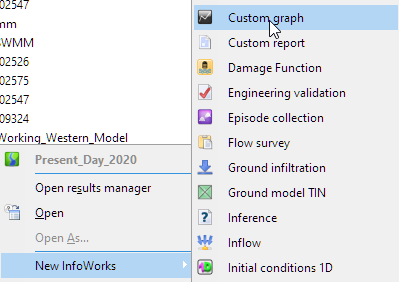 02547
mm
SWMM
02526
02575
02547
09324
Working_Western_Model
Present_Day_2020
Open results manager
Open
Open As...
New InfoWorks
Custom graph
Custom report
Damage Function
Engineering validation
Episode collection
Flow survey
Ground infiltration
Ground model TIN
Inference
Inflow
Initial conditions 1D